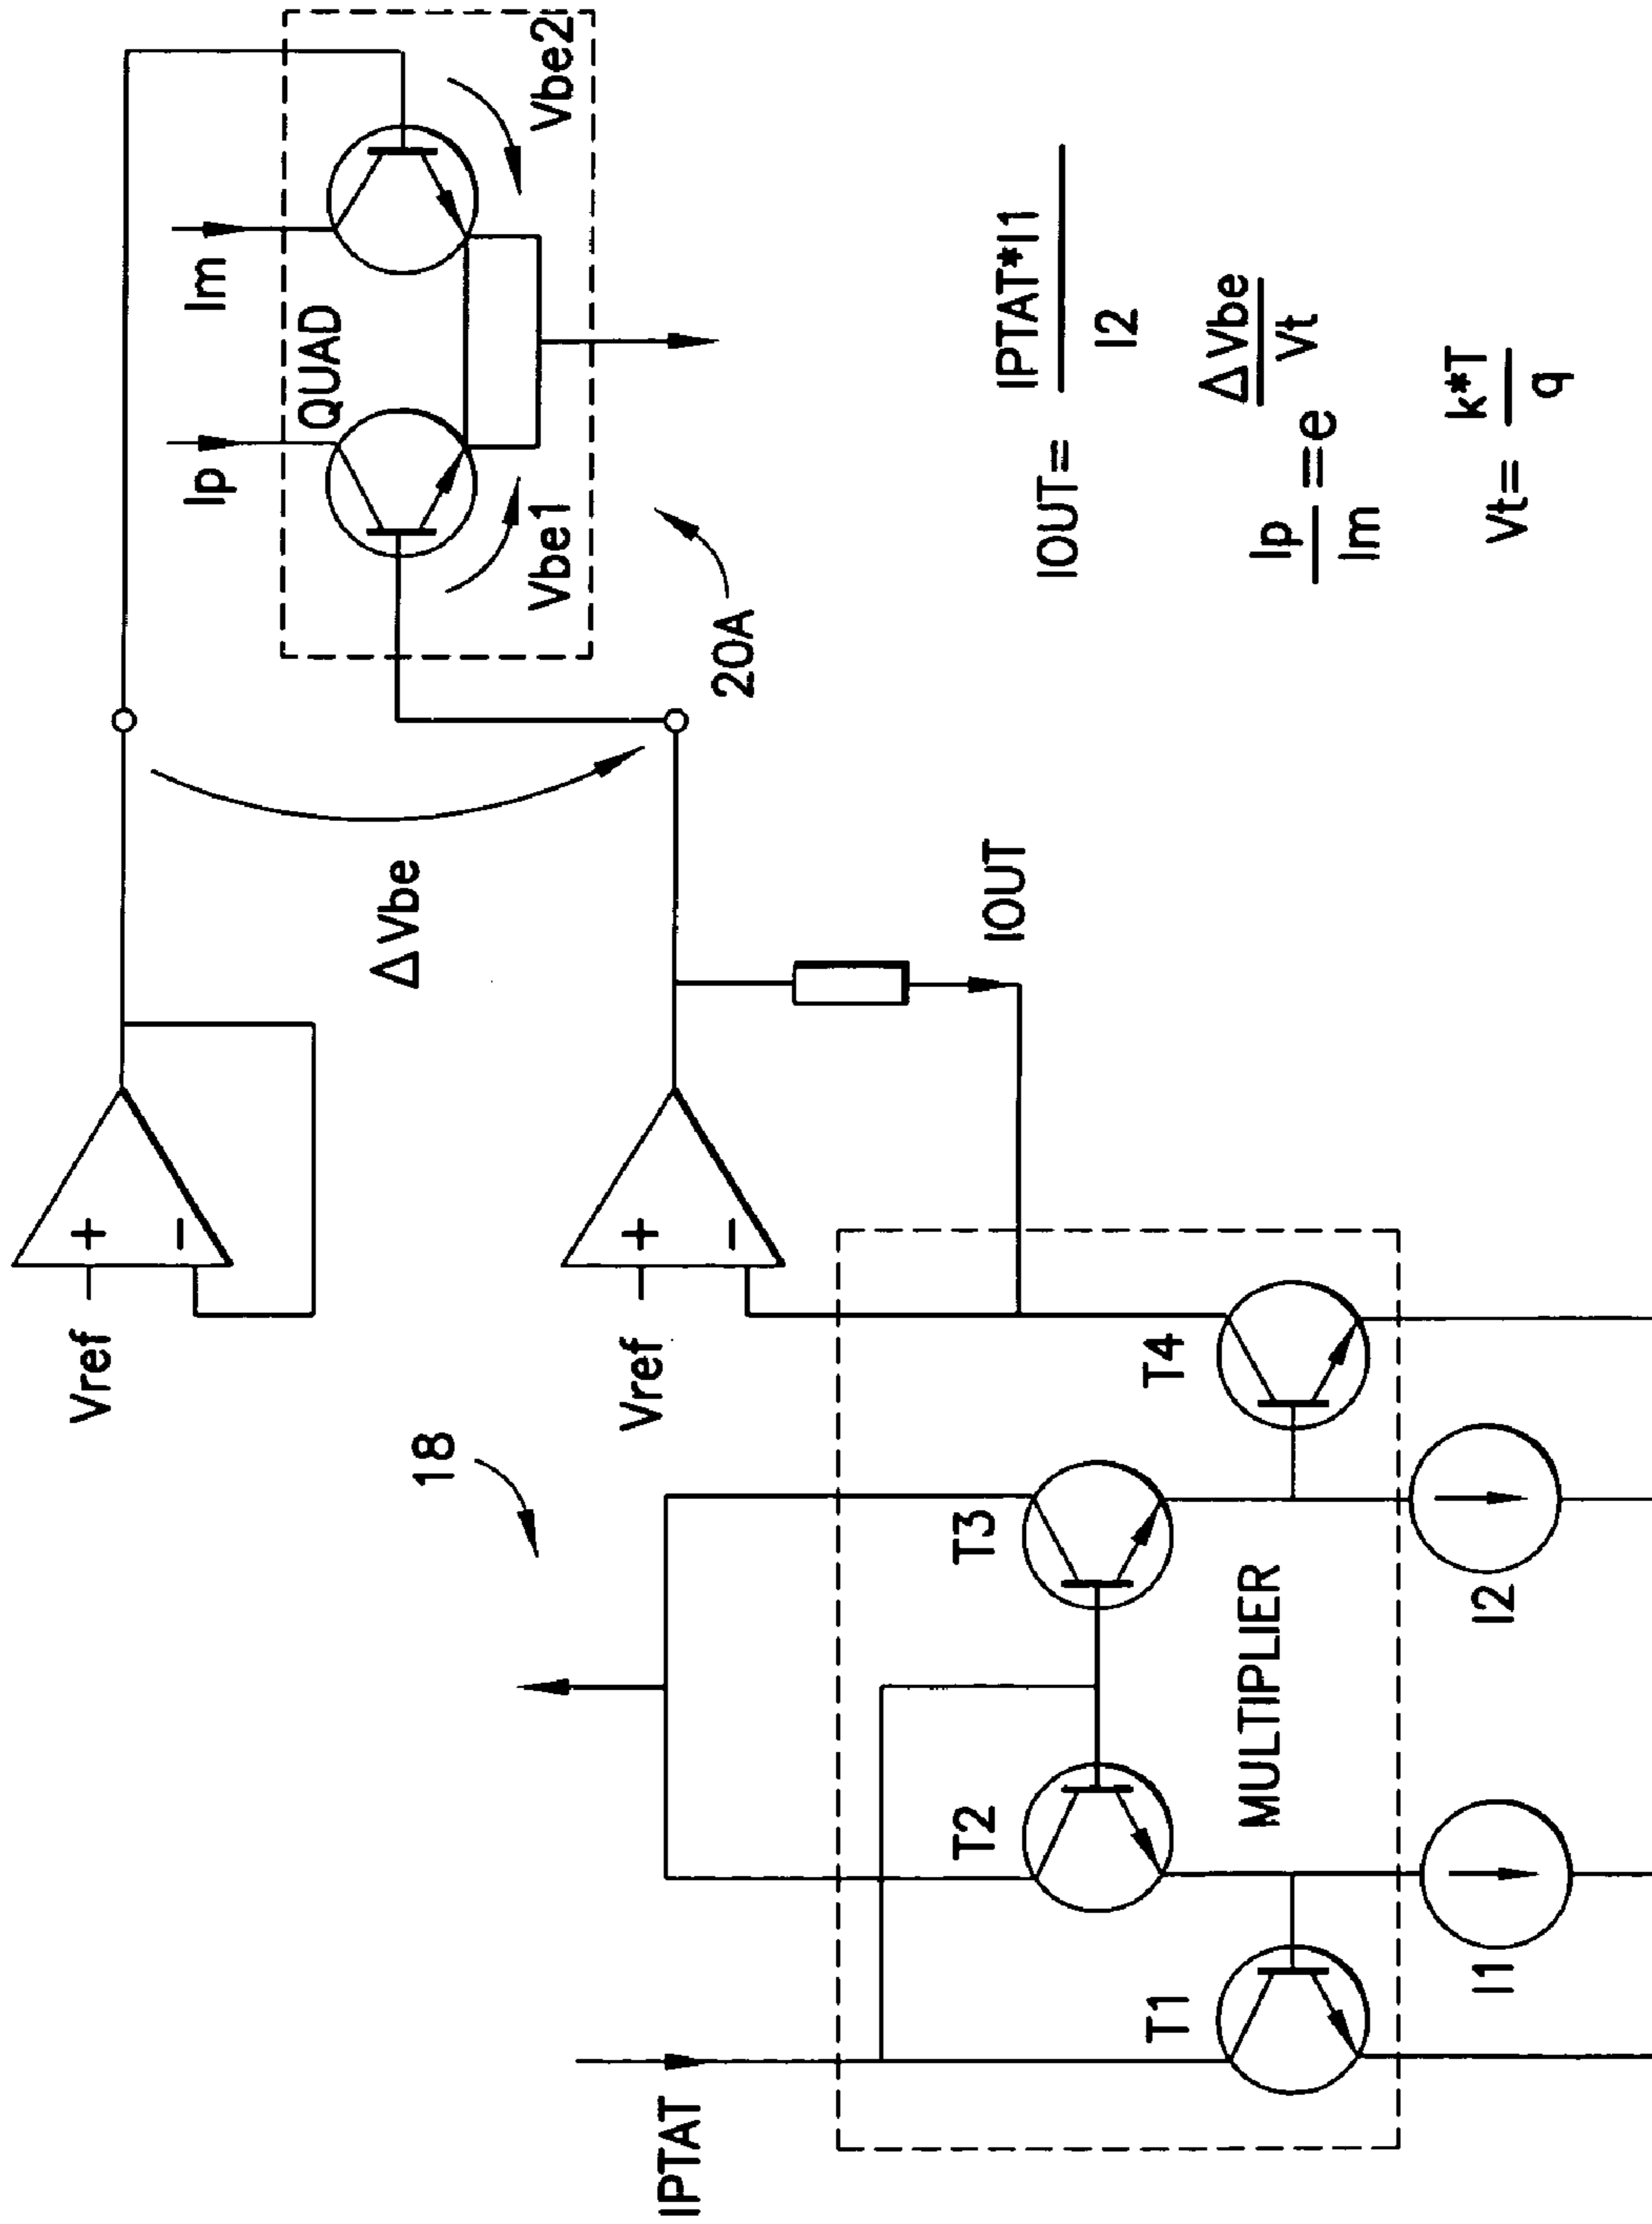 Vref
+
−
Ip
Im
QUAD
ΔVbe
Vbe1
Vbe2
18
Vref
+
−
20A
IPTAT
IOUT
T2
T3
T1
T4
MULTIPLIER
I1
I2
IOUT= IPTAT*I1
I2
Ip =e ΔVbe
Im Vt
Vt= k*T
q